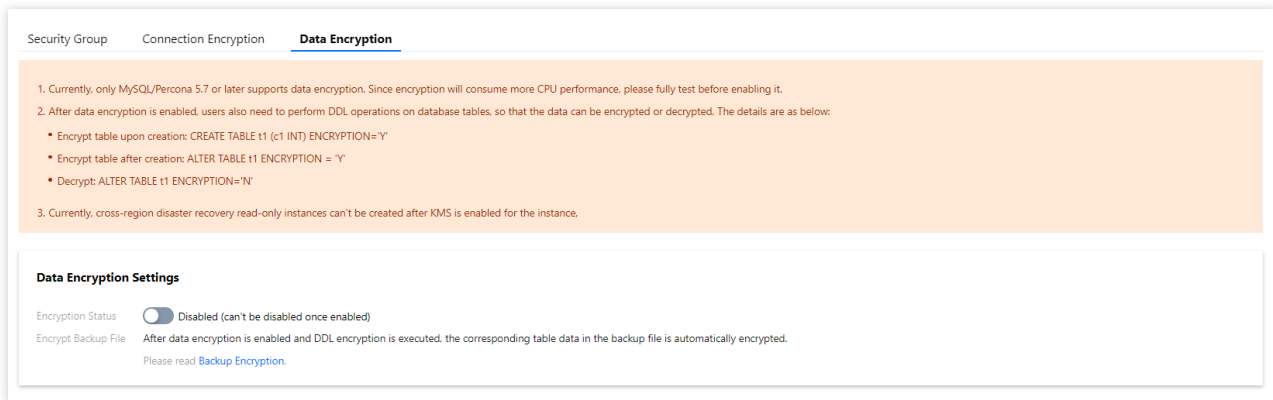 Security Group Connection Encryption Data Encryption
1. Currently, only MySQL/Percona 5.7 or later supports data encryption. Since encryption will consume more CPU performance, please fully test before enabling it.
2. After data encryption is enabled, users also need to perform DDL operations on database tables, so that the data can be encrypted or decrypted. The details are as below:
• Encrypt table upon creation: CREATE TABLE t1 (c1 INT) ENCRYPTION='Y'
• Encrypt table after creation: ALTER TABLE t1 ENCRYPTION = 'Y'
• Decrypt: ALTER TABLE t1 ENCRYPTION='N'
3. Currently, cross-region disaster recovery read-only instances can't be created after KMS is enabled for the instance.
Data Encryption Settings
Encryption Status Disabled (can't be disabled once enabled)
Encrypt Backup File After data encryption is enabled and DDL encryption is executed, the corresponding table data in the backup file is automatically encrypted.
Please read Backup Encryption.